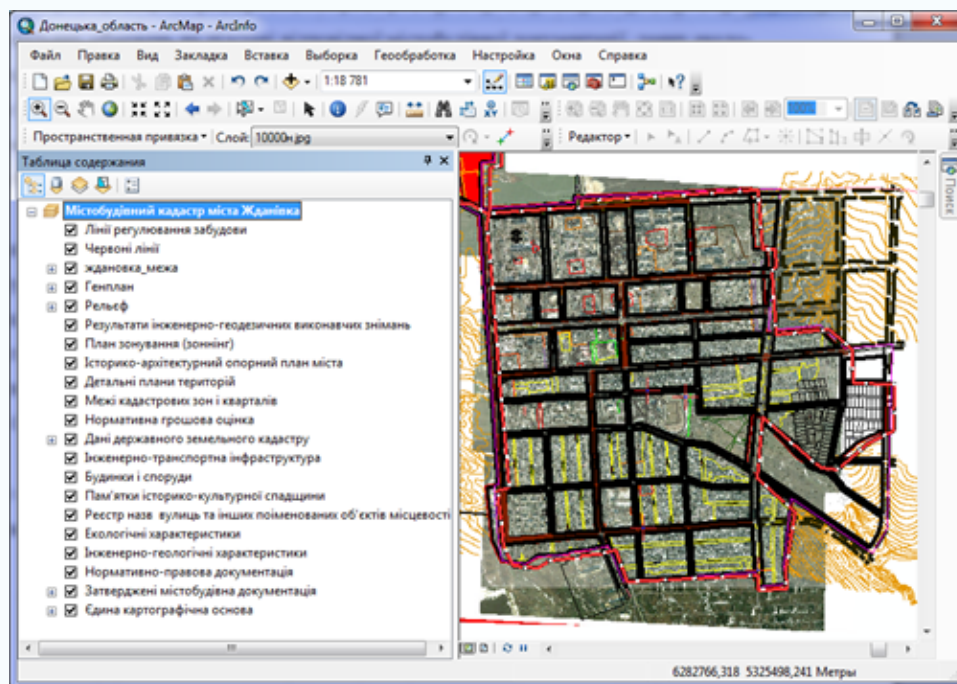 Донецька_область - ArcMap - ArcInfo
Файл Правка Вид Закладка Вставка Выборка Геообработка Настройка Окна Справка
1:18 781
Пространственная привязка Слой: 10000н.jpg Редактор
Таблица содержания
Поиск
Містобудівний кадастр міста Жданівка
Лінії регулювання забудови
Червоні лінії
ждановка_межа
Генплан
Рельєф
Результати інженерно-геодезичних виконавчих знімань
План зонування (зоннінг)
Історико-архітектурний опорний план міста
Детальні плани територій
Межі кадастрових зон і кварталів
Нормативна грошова оцінка
Дані державного земельного кадастру
Інженерно-транспортна інфраструктура
Будинки і споруди
Пам'ятки історико-культурної спадщини
Реєстр назв вулиць та інших поіменованих об'єктів місцевості
Екологічні характеристики
Інженерно-геологічні характеристики
Нормативно-правова документація
Затверджені містобудівна документація
Єдина картографічна основа
6282766,318 5325498,241 Метры